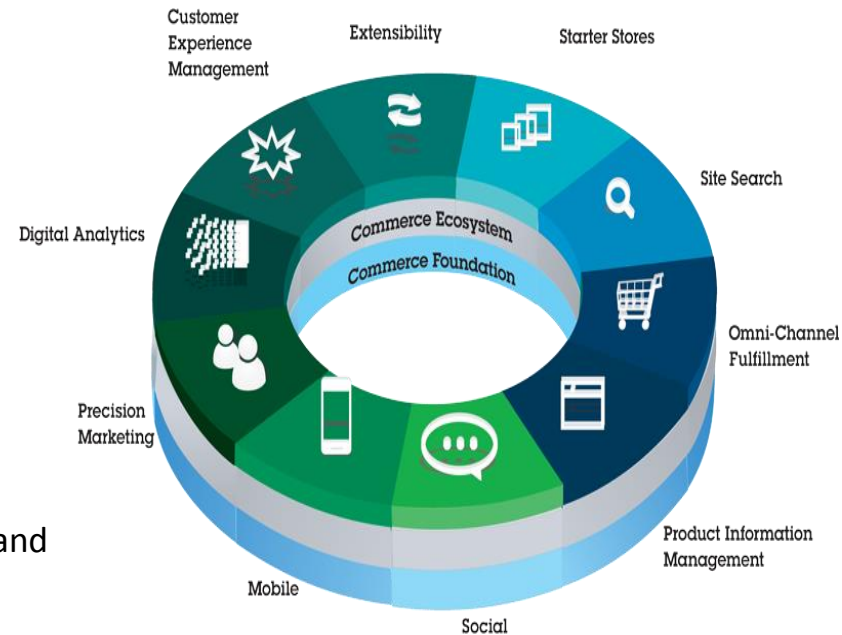 Customer
Experience
Management
Extensibility
Starter Stores
Site Search
Digital Analytics
Commerce Ecosystem
Commerce Foundation
Omni-Channel
Fulfillment
Precision
Marketing
and
Product Information
Management
Mobile
Social